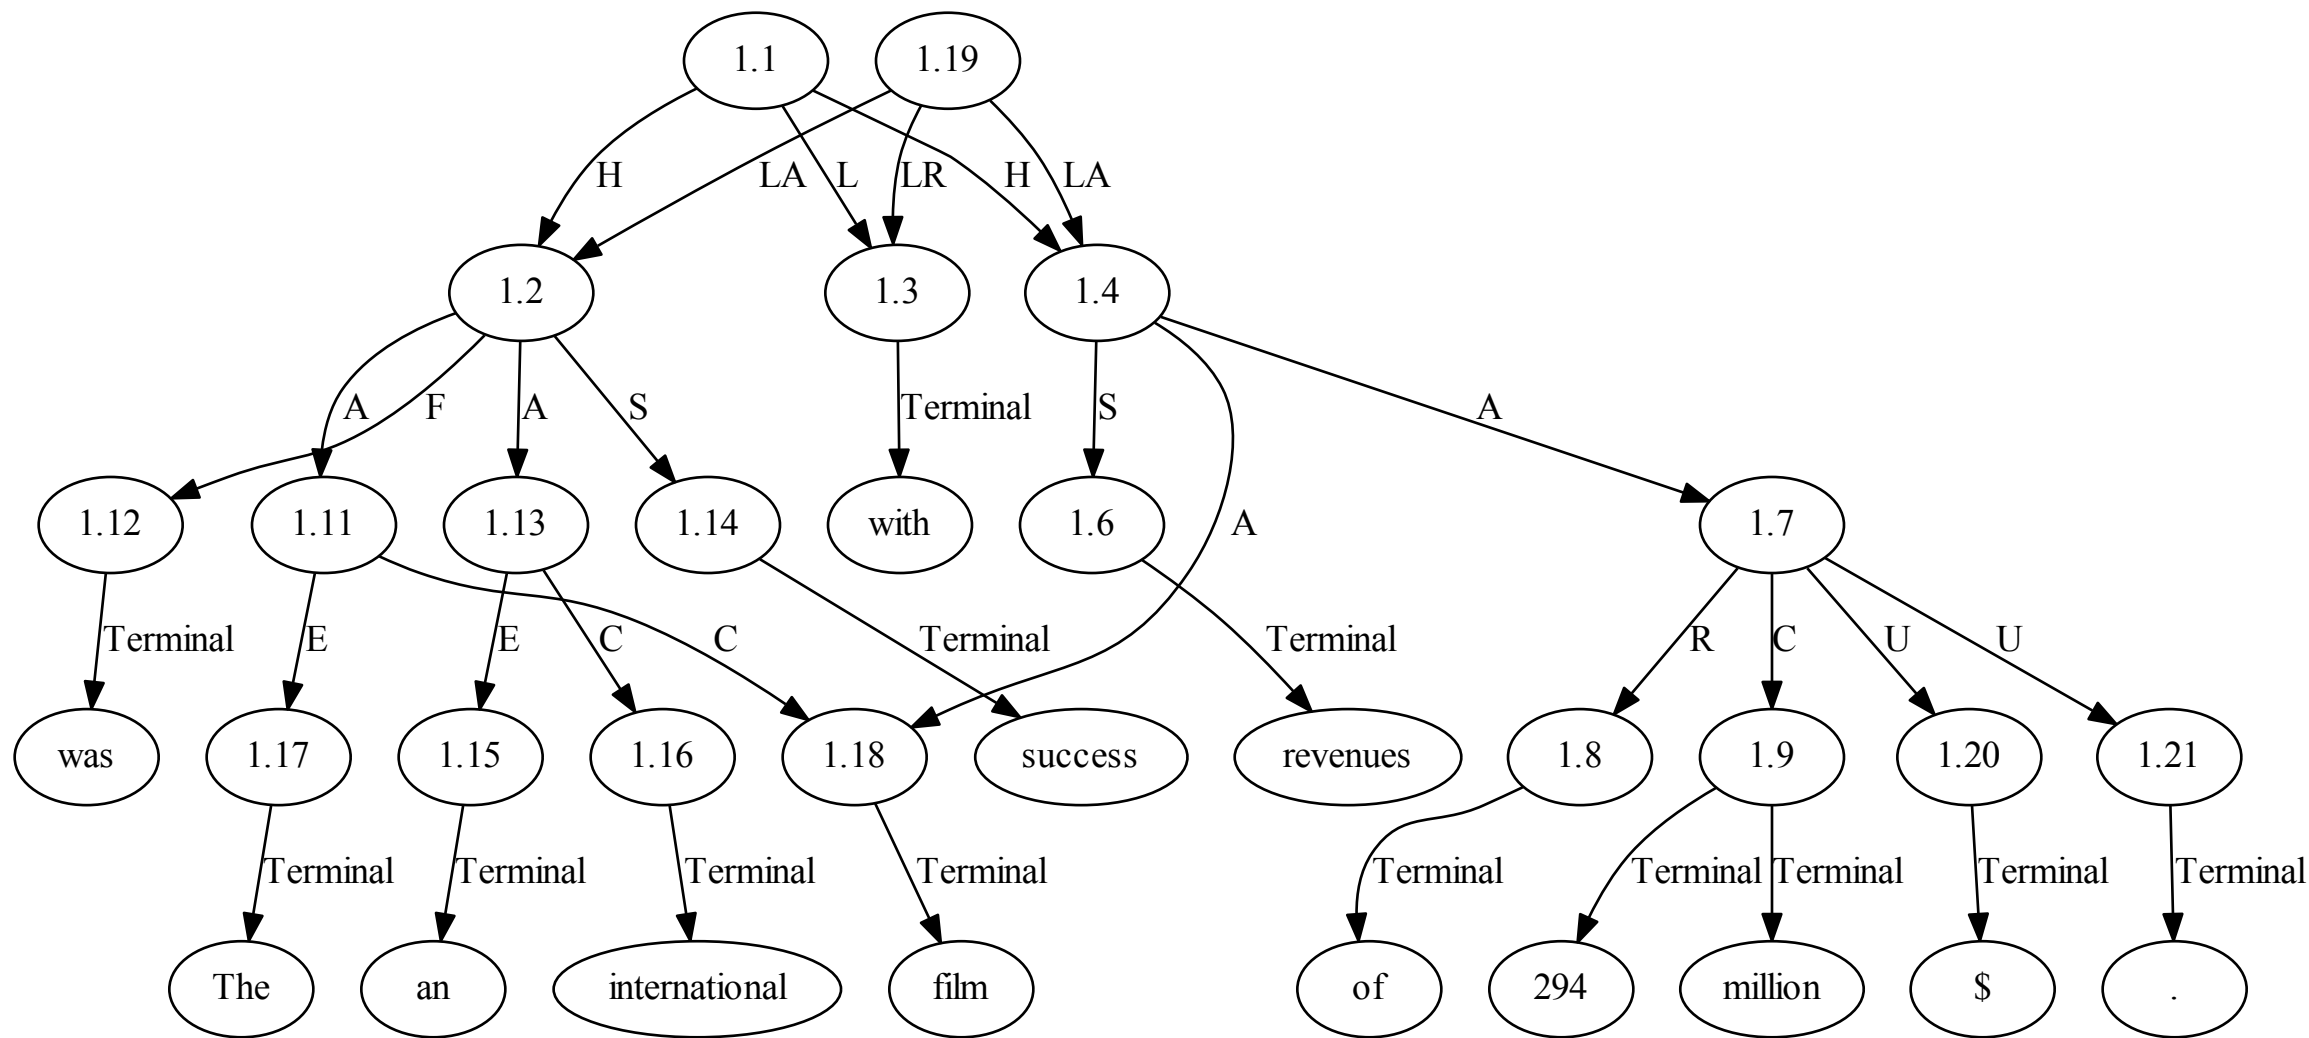 1.1 1.19
H LA L LR H LA
1.2 1.3 1.4
A F A S Terminal S A
1.12 1.11 1.13 1.14 with 1.6 A 1.7
Terminal E E C C Terminal Terminal R C U U
was 1.17 1.15 1.16 1.18 success revenues 1.8 1.9 1.20 1.21
Terminal Terminal Terminal Terminal Terminal Terminal Terminal Terminal Terminal
The an international film of 294 million $ .